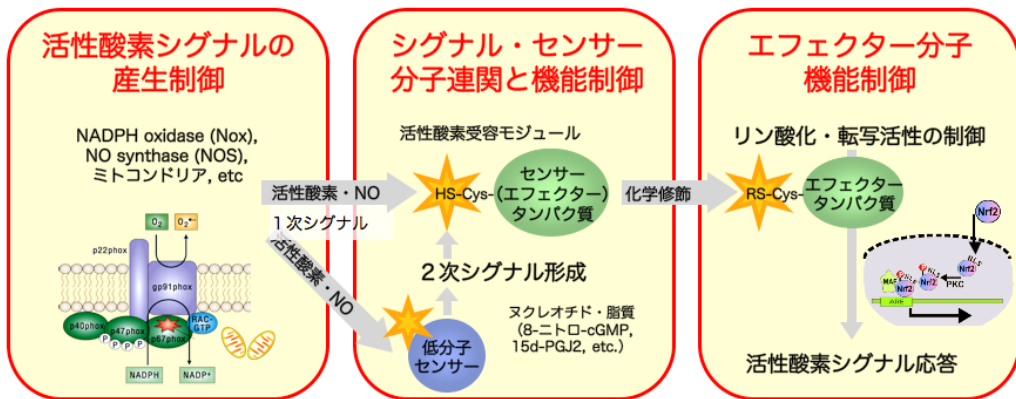 活性酸素シグナルの
産生制御
NADPH oxidase (Nox),
NO synthase (NOS),
ミトコンドリア, etc
O₂
O₂⁻
p22phox
gp91phox
p40phox
p47phox
p67phox
RAC-
GTP
P P P P
NADPH
NADP⁺
活性酸素・NO
1次シグナル
活性酸素・NO
シグナル・センサー
分子連関と機能制御
活性酸素受容モジュール
HS-Cys-
センサー
(エフェクター)
タンパク質
2次シグナル形成
ヌクレオチド・脂質
(8-ニトロ-cGMP,
15d-PGJ2, etc.)
低分子
センサー
化学修飾
エフェクター分子
機能制御
リン酸化・転写活性の制御
RS-Cys-
エフェクター
タンパク質
Nrf2
NLS
Nrf2
PKC
P
NLS
Nrf2
P
NLS
MAF
Nrf2
ARE
活性酸素シグナル応答